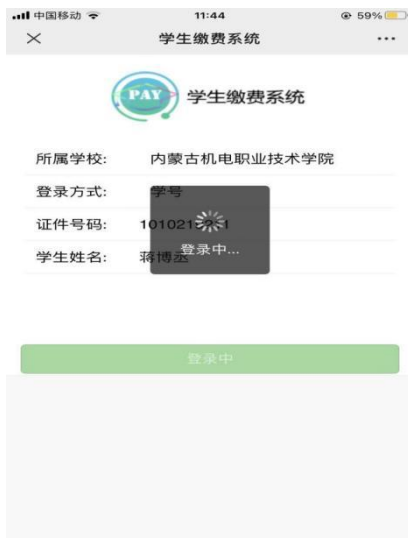 中国移动 11:44 59%
学生缴费系统
PAY 学生缴费系统
所属学校: 内蒙古机电职业技术学院
登录方式: 学号
证件号码:
登录中...
学生姓名: 蒋博丞
登录中